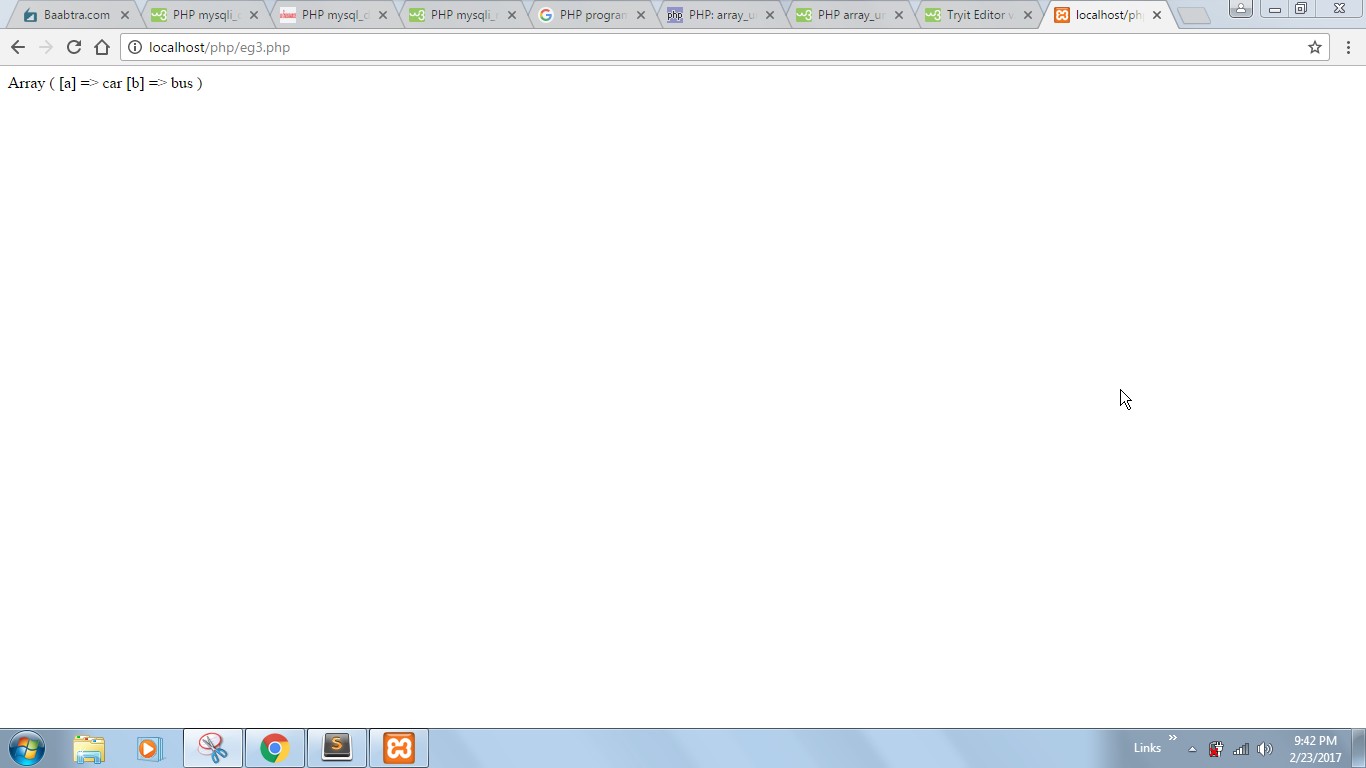 Baabtra.com
PHP mysqli_
PHP mysql_
PHP mysqli_
PHP program
PHP: array_u
PHP array_u
Tryit Editor
localhost/ph
localhost/php/eg3.php
Array ( [a] => car [b] => bus )
Links
9:42 PM
2/23/2017